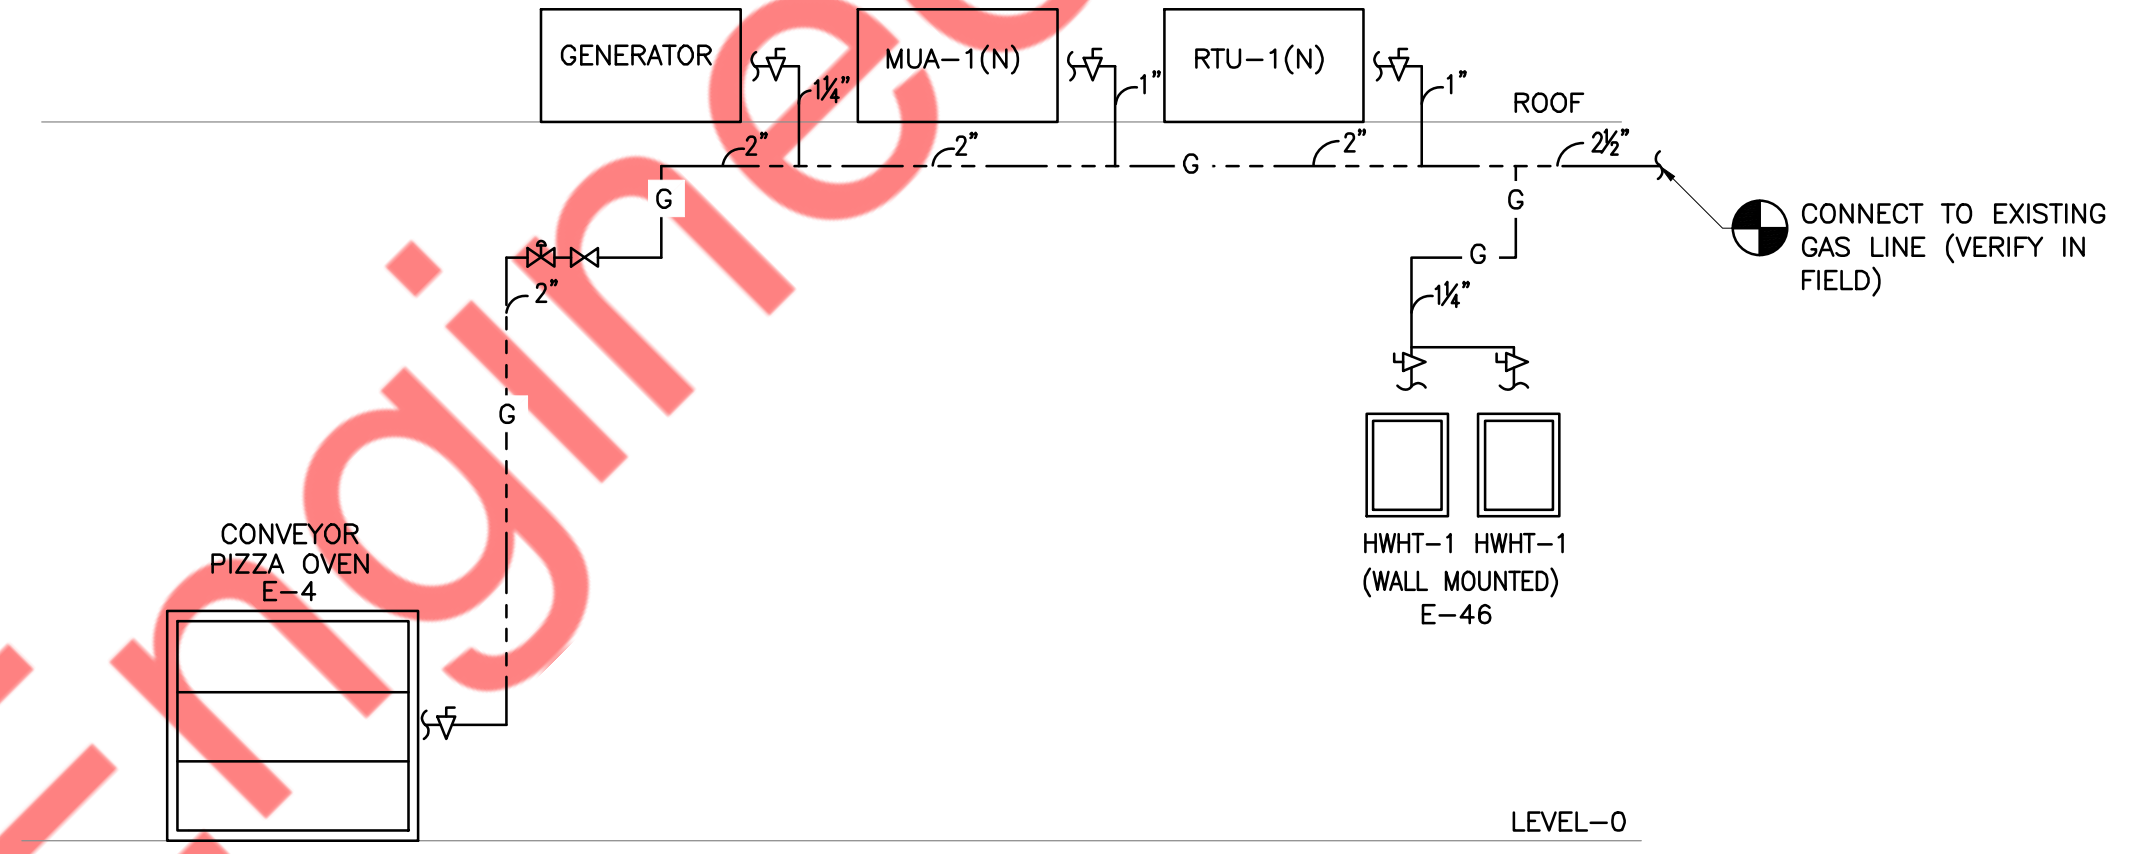 GENERATOR
MUA-1(N)
RTU-1(N)
1¼"
1"
1"
ROOF
2"
2"
2"
2½"
G
G
G
G
CONNECT TO EXISTING
GAS LINE (VERIFY IN
FIELD)
2"
1¼"
G
CONVEYOR
PIZZA OVEN
E-4
HWHT-1 HWHT-1
(WALL MOUNTED)
E-46
LEVEL-0